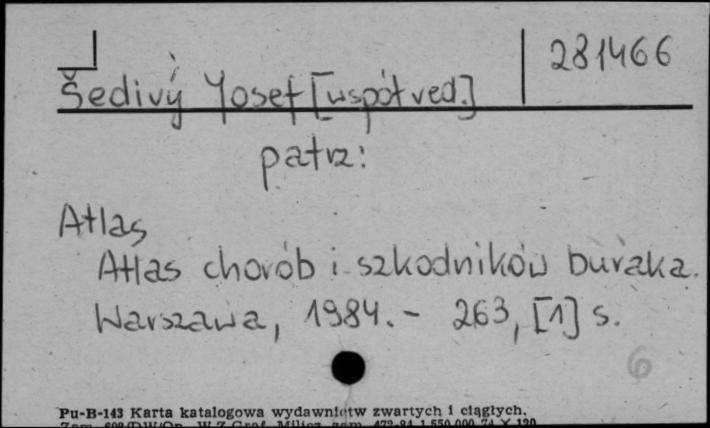 281466
Šedivý Josef [współred.]
patrz:
Atlas
Atlas chorób i szkodników buraka.
Warszawa, 1984. - 263, [1] s.
6
Pu-B-143 Karta katalogowa wydawnictw zwartych i ciągłych.